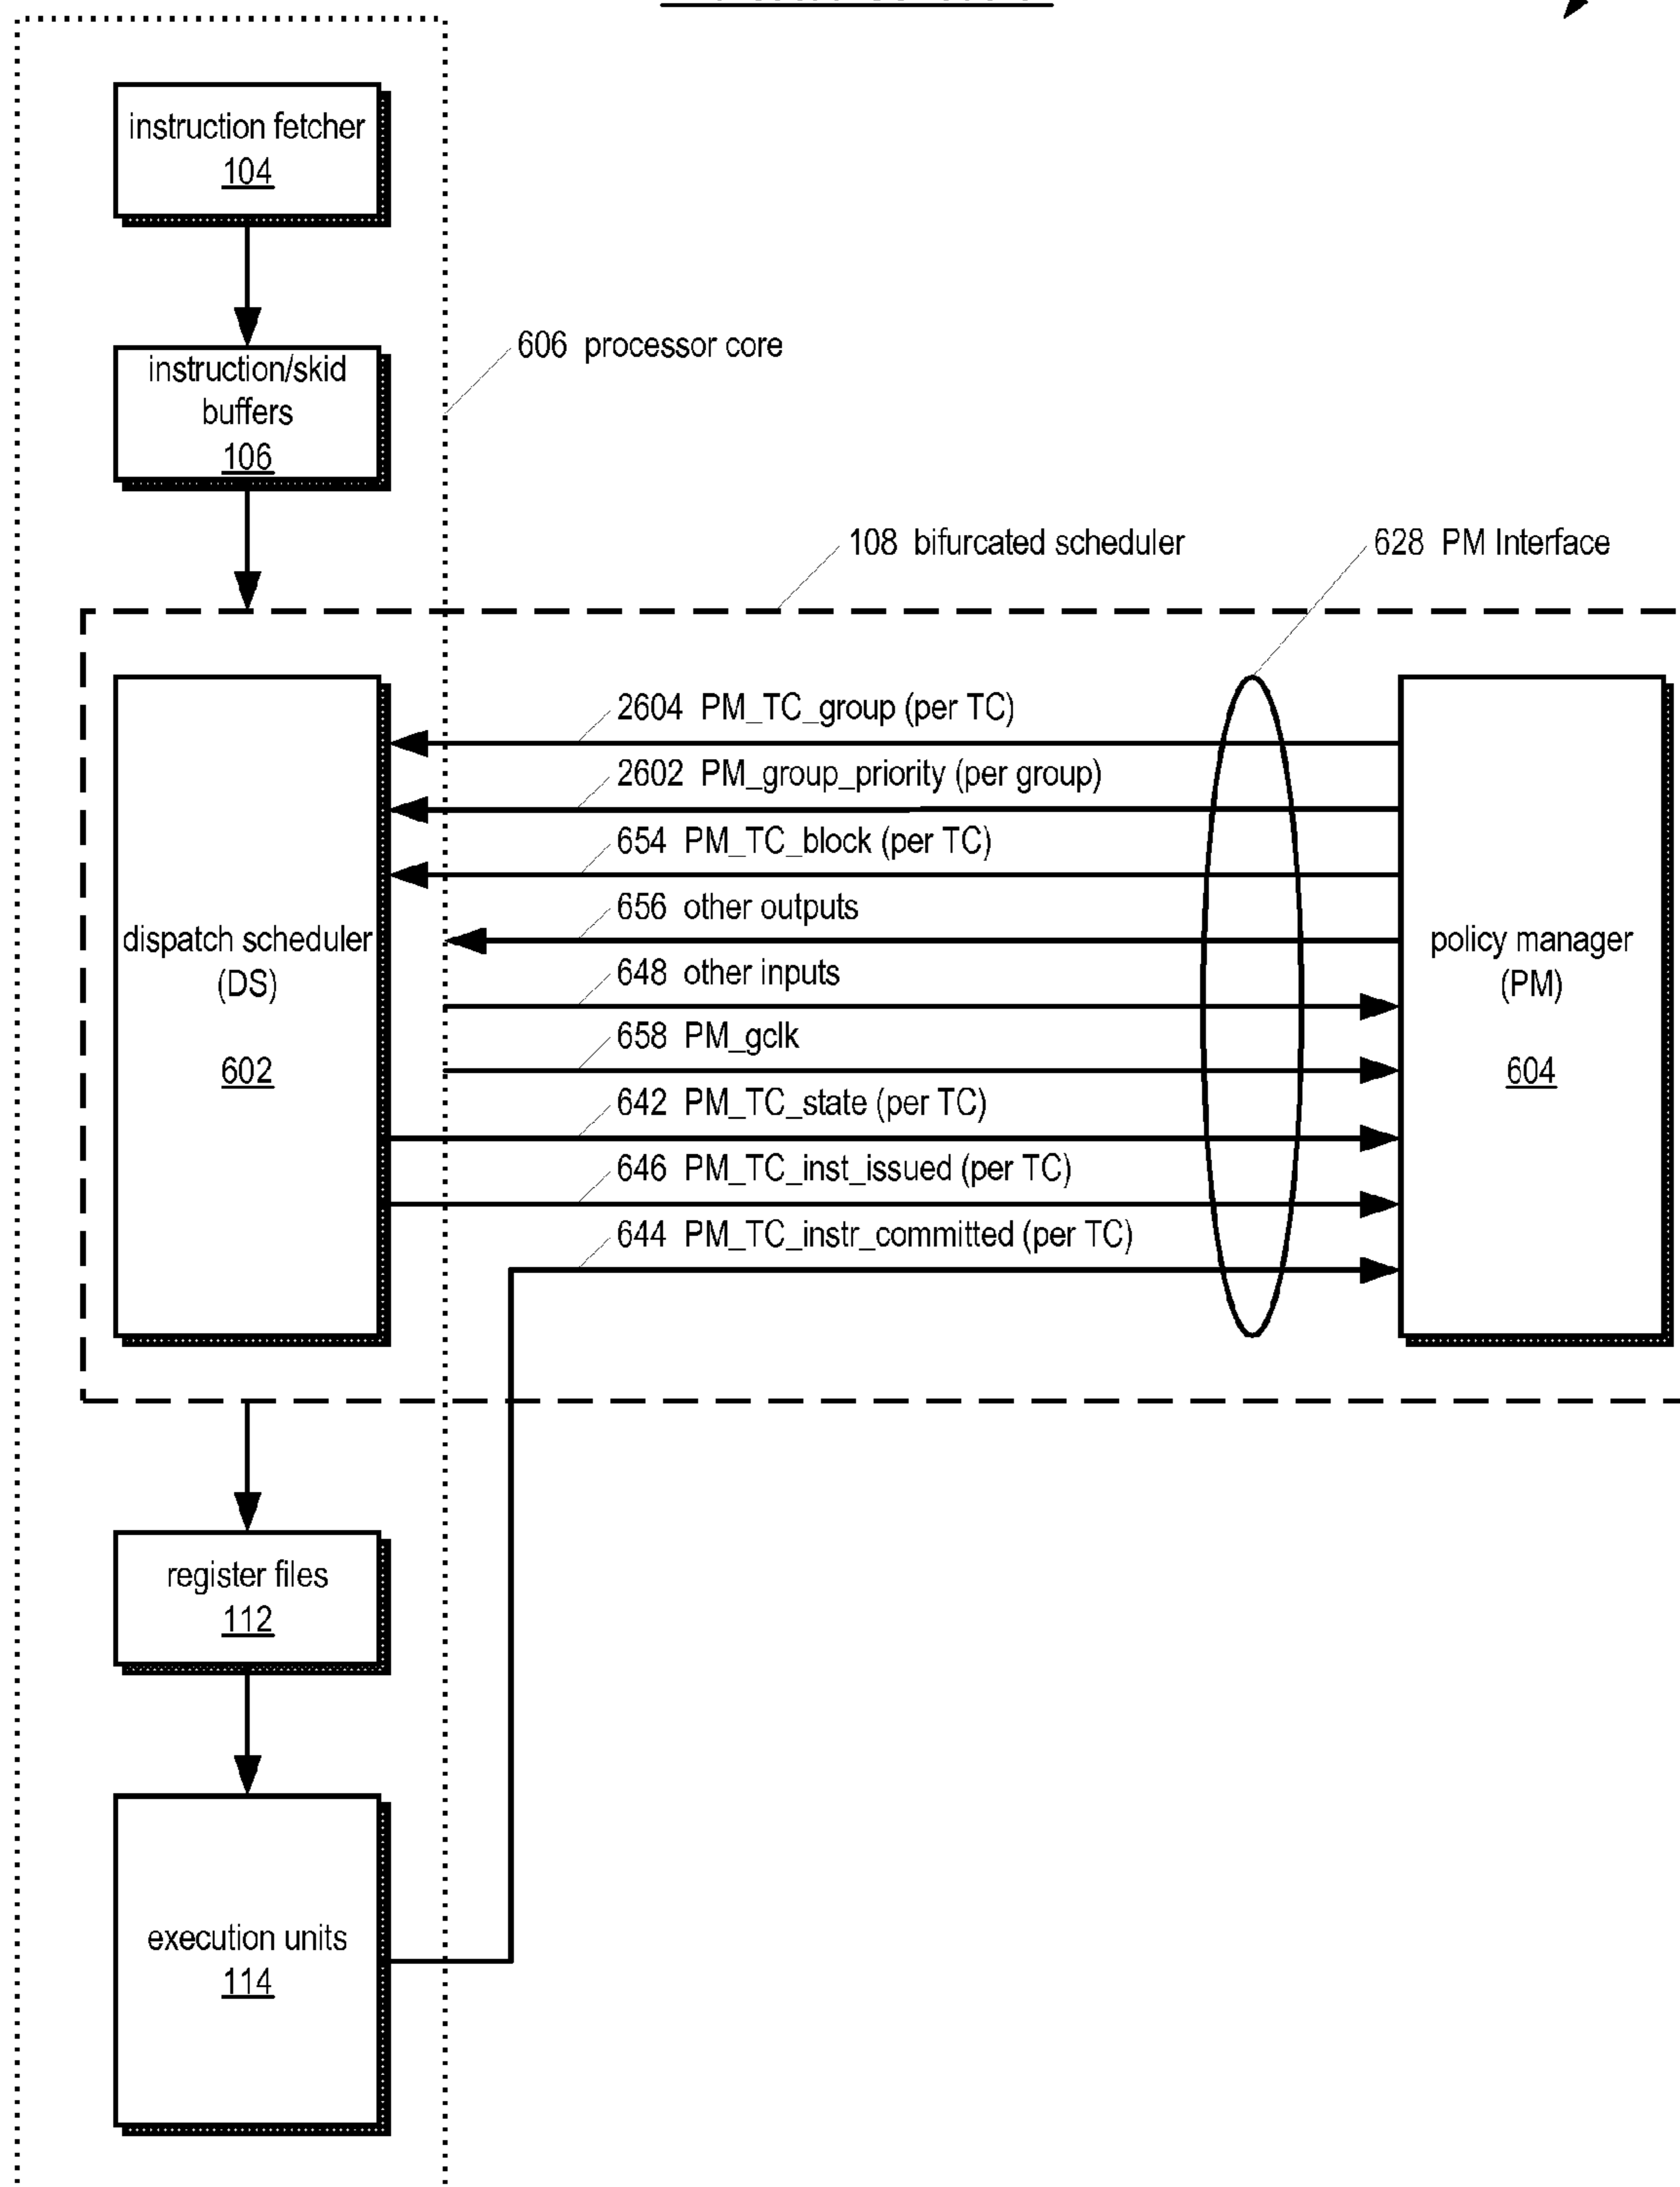 instruction fetcher
104
606 processor core
instruction/skid
buffers
106
108 bifurcated scheduler
628 PM Interface
2604 PM_TC_group (per TC)
2602 PM_group_priority (per group)
654 PM_TC_block (per TC)
656 other outputs
dispatch scheduler
(DS)
602
policy manager
(PM)
604
648 other inputs
658 PM_gclk
642 PM_TC_state (per TC)
646 PM_TC_inst_issued (per TC)
644 PM_TC_instr_committed (per TC)
register files
112
execution units
114